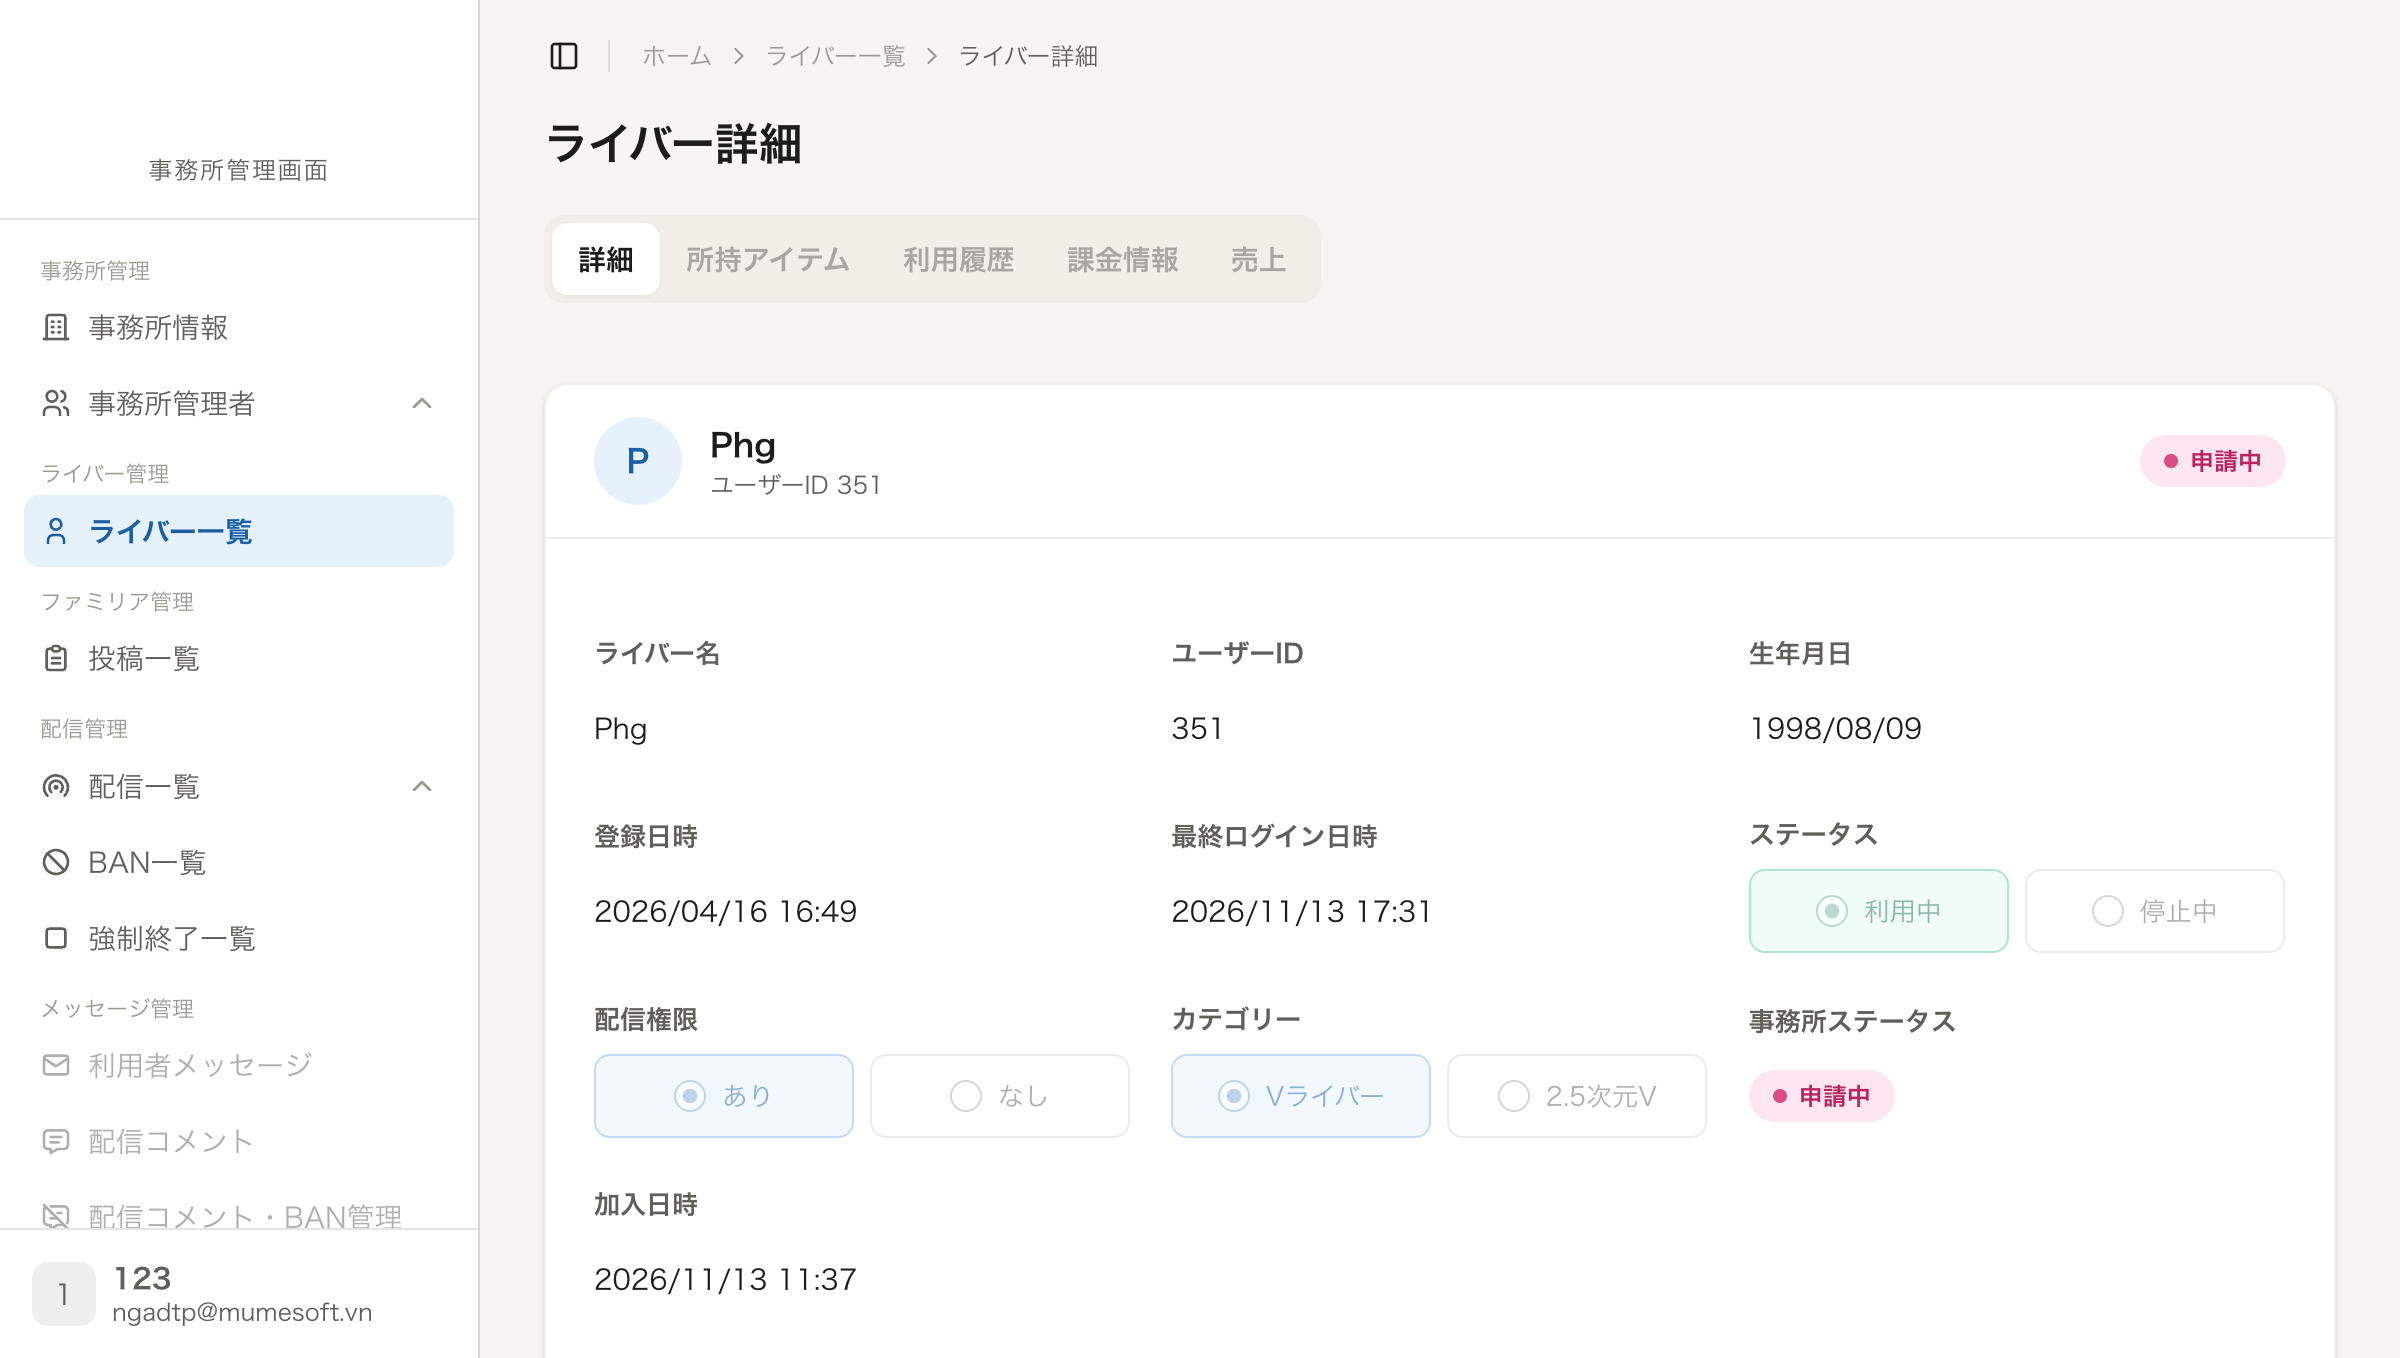 事務所管理画面
事務所管理
事務所情報
事務所管理者
ライバー管理
ライバー一覧
ファミリア管理
投稿一覧
配信管理
配信一覧
BAN一覧
強制終了一覧
メッセージ管理
利用者メッセージ
配信コメント
配信コメント・BAN管理
1
123
ngadtp@mumesoft.vn
ホーム > ライバー一覧 > ライバー詳細
ライバー詳細
詳細 所持アイテム 利用履歴 課金情報 売上
P
Phg
ユーザーID 351
申請中
ライバー名 ユーザーID 生年月日
Phg 351 1998/08/09
登録日時 最終ログイン日時 ステータス
2026/04/16 16:49 2026/11/13 17:31 利用中 停止中
配信権限 カテゴリー 事務所ステータス
あり なし Vライバー 2.5次元V 申請中
加入日時
2026/11/13 11:37